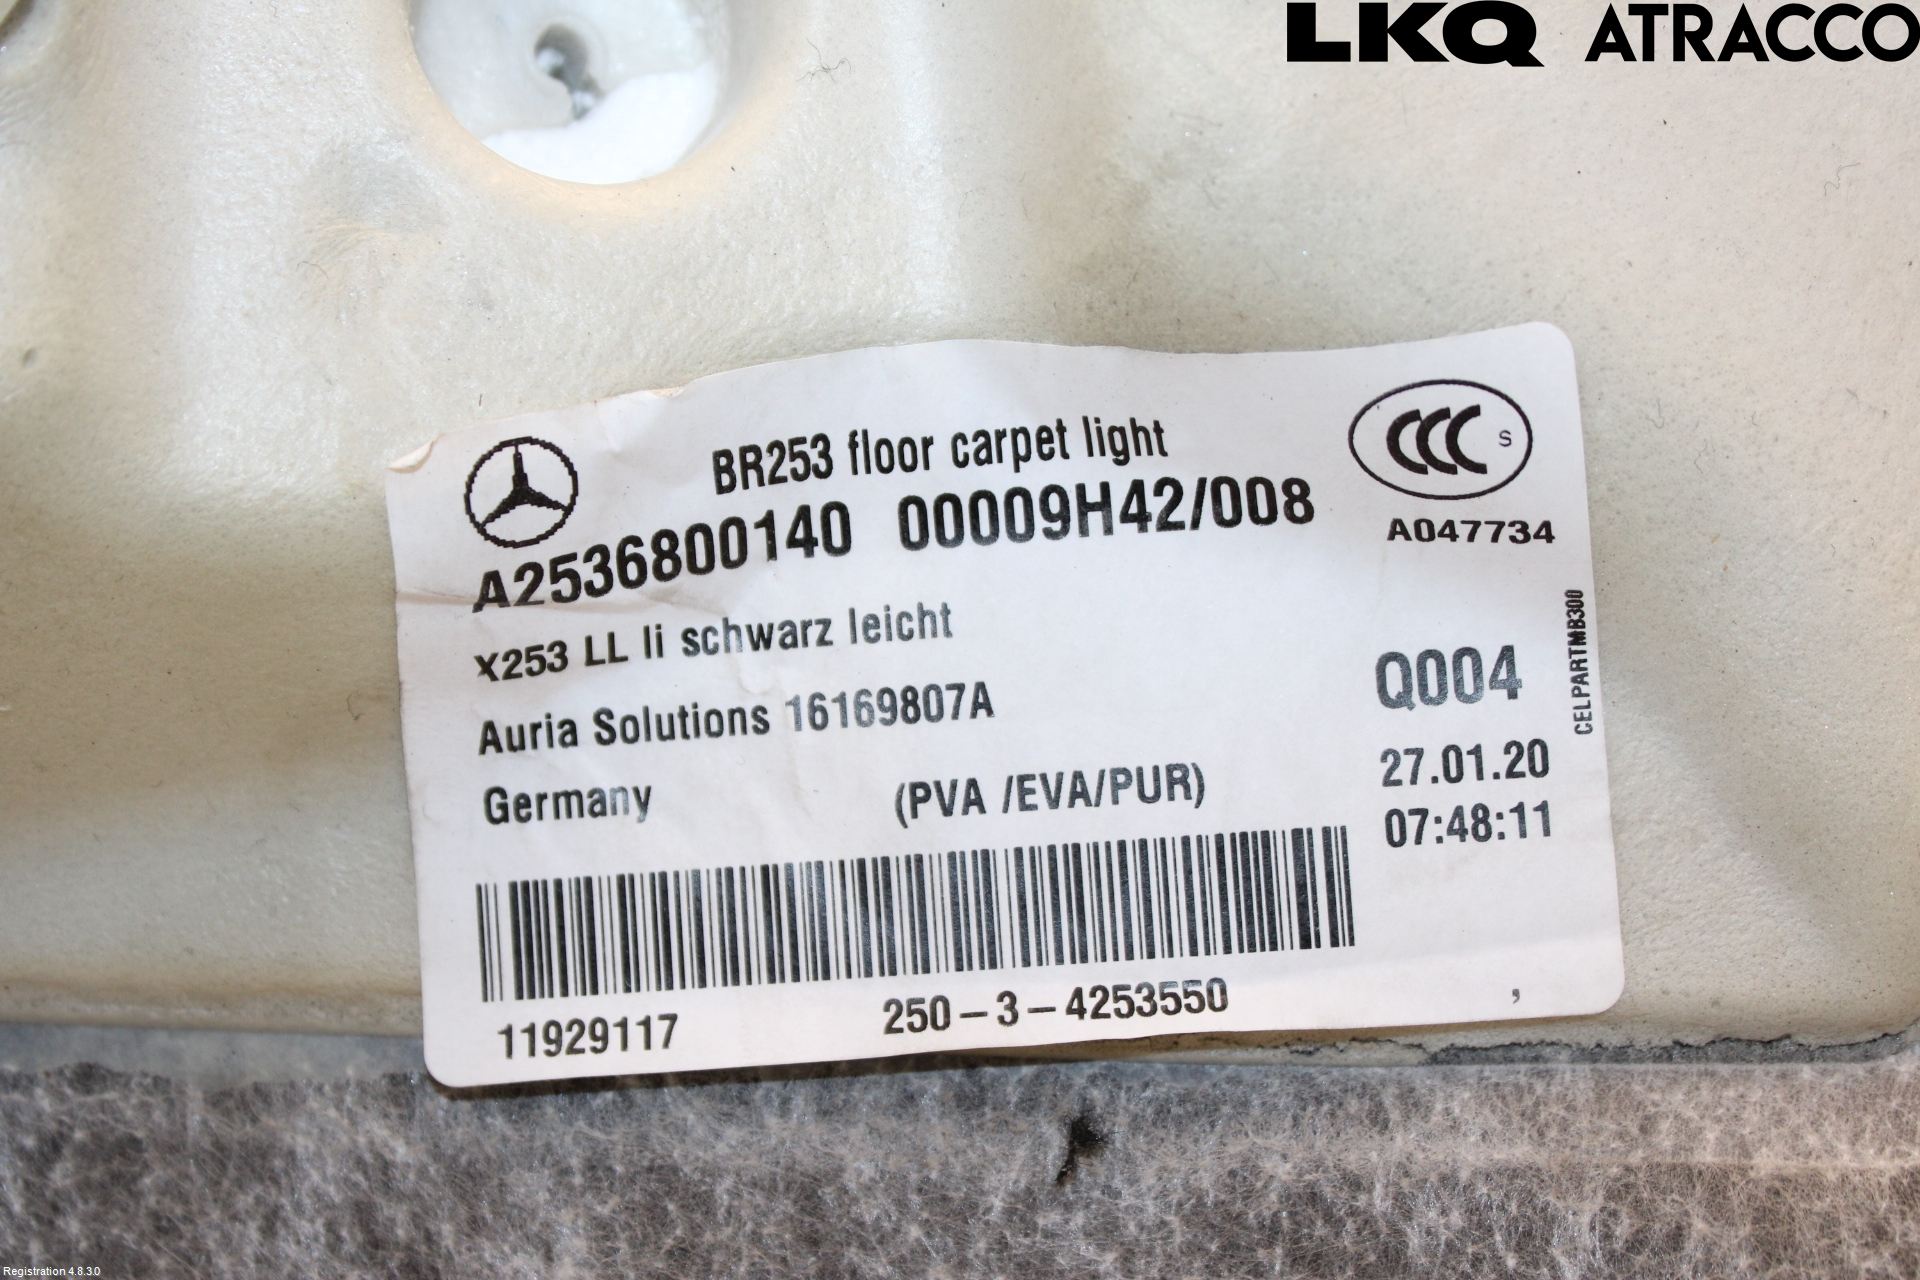 LKQ ATRACCO
BR253 floor carpet light
CCC S
A2536800140 00009H42/008
A047734
X253 LL li schwarz leicht
Auria Solutions 16169807A
Q004
CELPARTMB300
Germany (PVA /EVA/PUR)
27.01.20
07:48:11
11929117
250-3-4253550
,
Registration 4.8.3.0